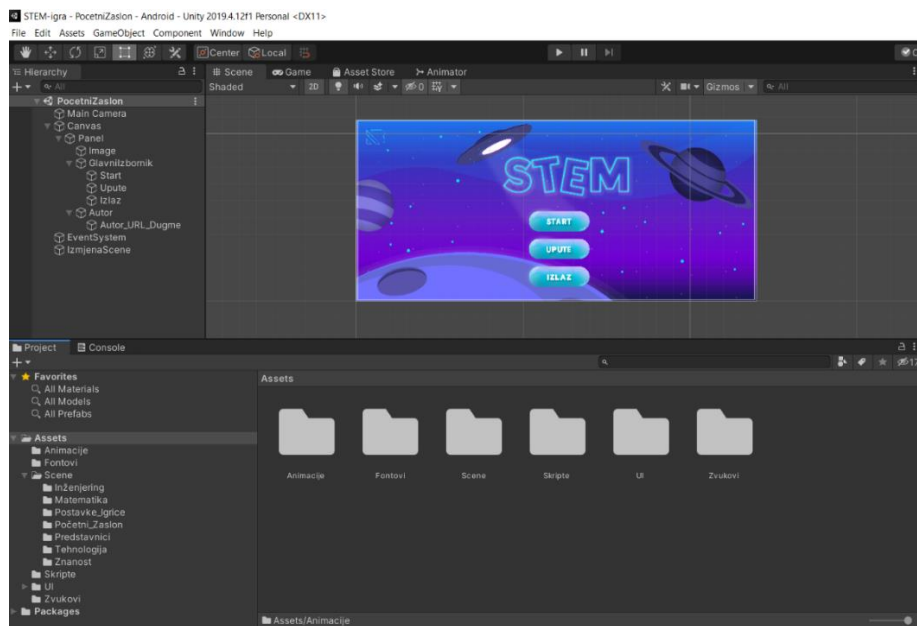 STEM-igra - PocetniZaslon - Android - Unity 2019.4.12f1 Personal <DX11>
File Edit Assets GameObject Component Window Help
Center Local
Hierarchy
Scene Game Asset Store Animator
All
Shaded 2D 0 Gizmos All
PocetniZaslon
Main Camera
Canvas
Panel
Image
GlavniIzbornik
Start
Upute
Izlaz
Autor
Autor_URL_Dugme
EventSystem
IzmjenaScene
STEM
START
UPUTE
IZLAZ
Project Console
Favorites
All Materials
All Models
All Prefabs
Assets
Animacije
Fontovi
Scene
Inženjering
Matematika
Postavke_Igrice
Početni_Zaslon
Predstavnici
Tehnologija
Znanost
Skripte
UI
Zvukovi
Packages
Assets
Animacije Fontovi Scene Skripte UI Zvukovi
Assets/Animacije